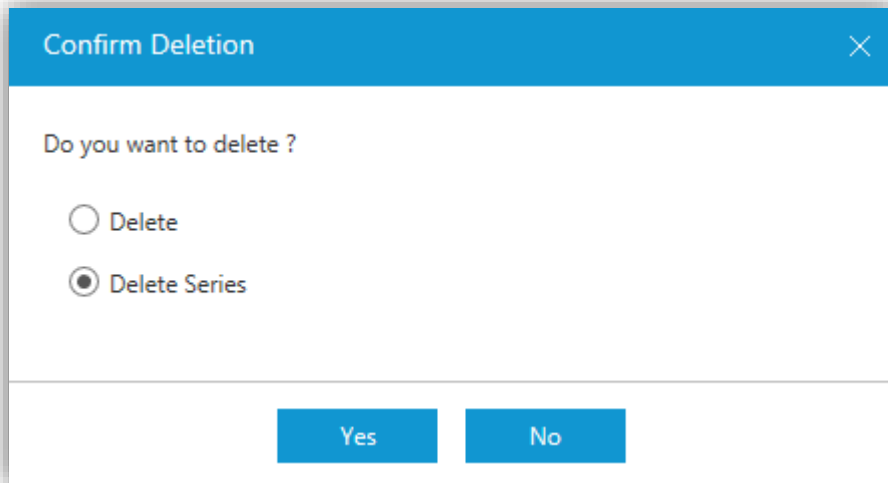 Confirm Deletion
Do you want to delete ?
Delete
Delete Series
Yes No